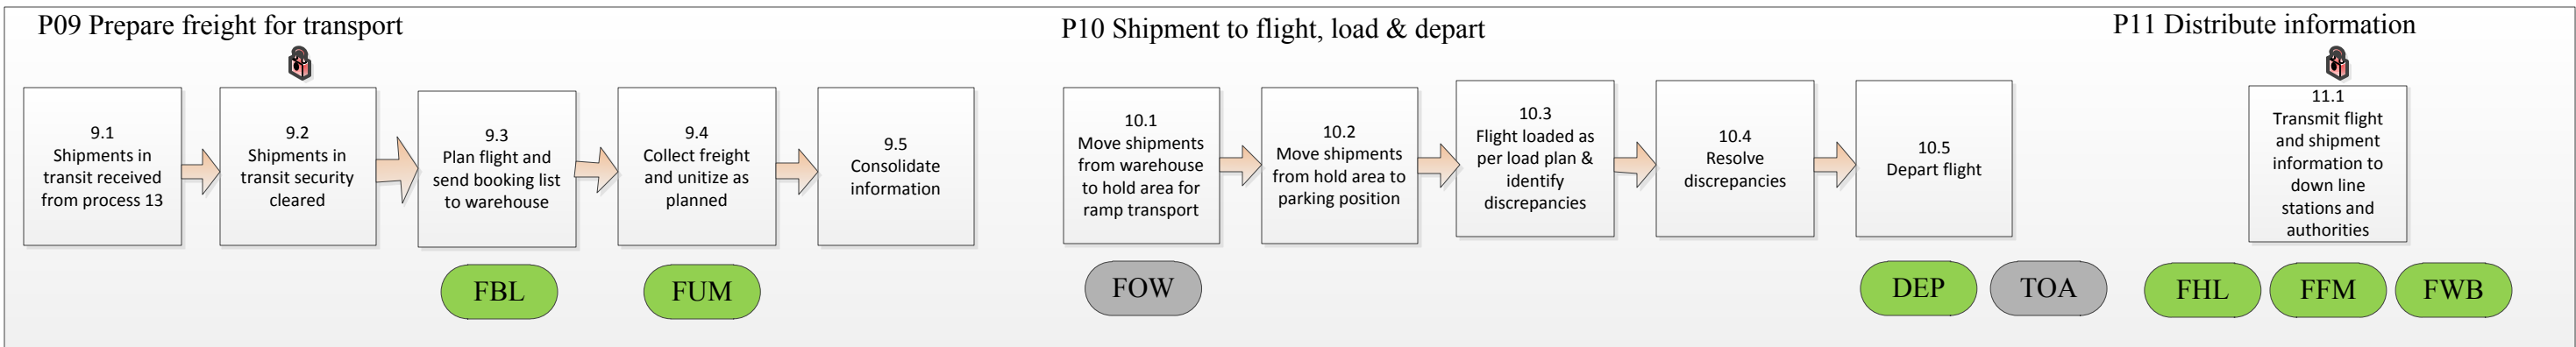 P09 Prepare freight for transport
9.1
Shipments in
transit received
from process 13
9.2
Shipments in
transit security
cleared
9.3
Plan flight and
send booking list
to warehouse
9.4
Collect freight
and unitize as
planned
9.5
Consolidate
information
FBL
FUM
P10 Shipment to flight, load & depart
10.1
Move shipments
from warehouse
to hold area for
ramp transport
10.2
Move shipments
from hold area to
parking position
10.3
Flight loaded as
per load plan &
identify
discrepancies
10.4
Resolve
discrepancies
10.5
Depart flight
FOW
DEP
TOA
P11 Distribute information
11.1
Transmit flight
and shipment
information to
down line
stations and
authorities
FHL
FFM
FWB